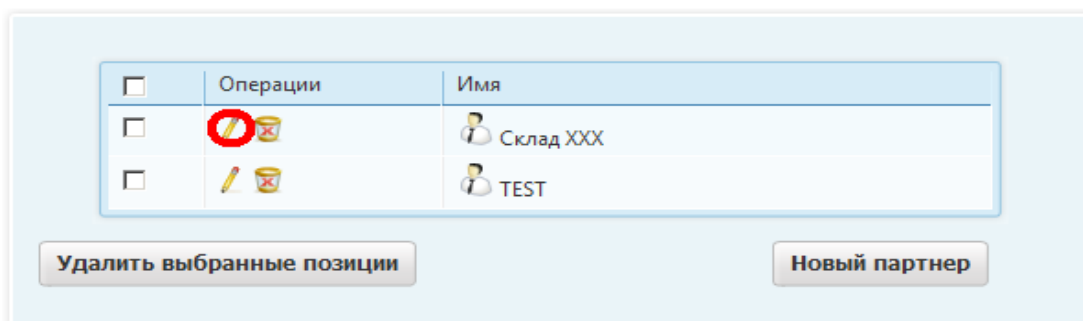 Операции Имя
Склад XXX
TEST
Удалить выбранные позиции Новый партнер